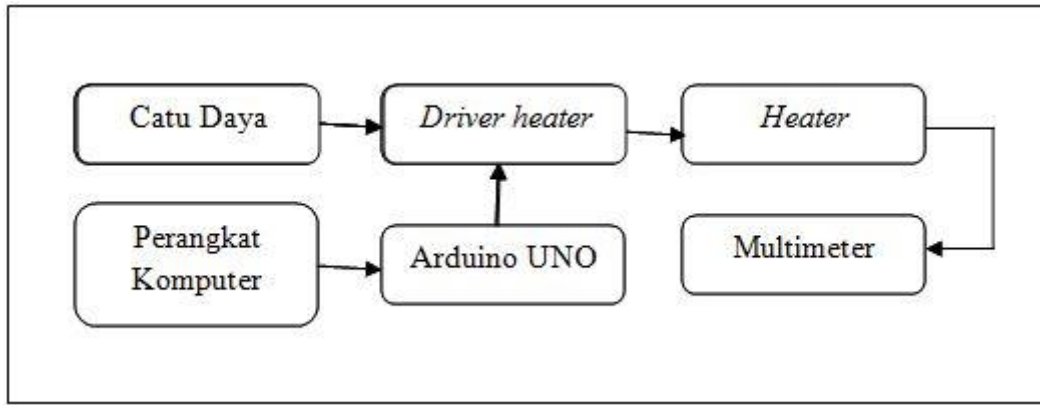 Catu Daya
Driver heater
Heater
Perangkat
Komputer
Arduino UNO
Multimeter